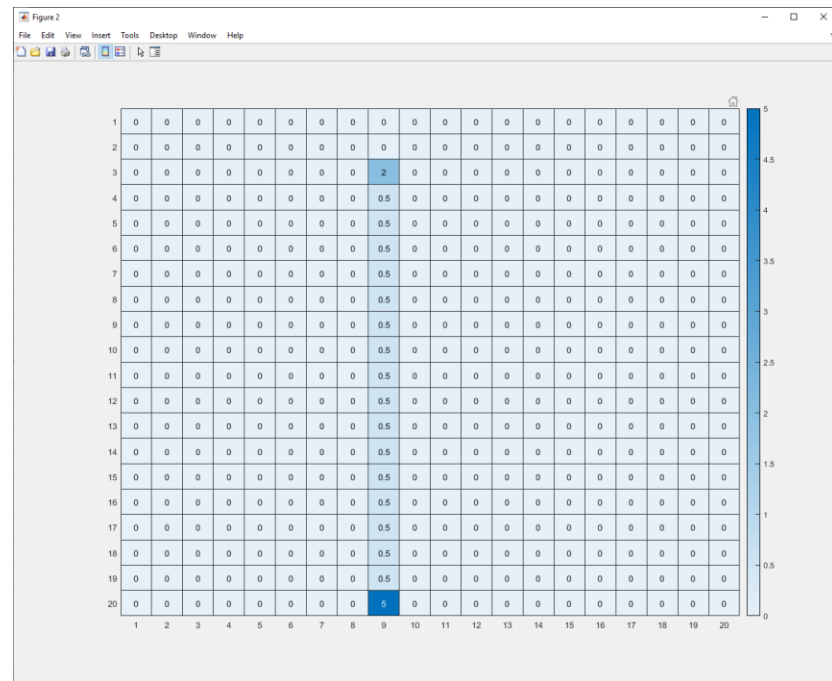 Figure 2
File Edit View Insert Tools Desktop Window Help
1 0 0 0 0 0 0 0 0 0 0 0 0 0 0 0 0 0 0 0 0
2 0 0 0 0 0 0 0 0 0 0 0 0 0 0 0 0 0 0 0 0
3 0 0 0 0 0 0 0 0 2 0 0 0 0 0 0 0 0 0 0 0
4 0 0 0 0 0 0 0 0 0.5 0 0 0 0 0 0 0 0 0 0 0
5 0 0 0 0 0 0 0 0 0.5 0 0 0 0 0 0 0 0 0 0 0
6 0 0 0 0 0 0 0 0 0.5 0 0 0 0 0 0 0 0 0 0 0
7 0 0 0 0 0 0 0 0 0.5 0 0 0 0 0 0 0 0 0 0 0
8 0 0 0 0 0 0 0 0 0.5 0 0 0 0 0 0 0 0 0 0 0
9 0 0 0 0 0 0 0 0 0.5 0 0 0 0 0 0 0 0 0 0 0
10 0 0 0 0 0 0 0 0 0.5 0 0 0 0 0 0 0 0 0 0 0
11 0 0 0 0 0 0 0 0 0.5 0 0 0 0 0 0 0 0 0 0 0
12 0 0 0 0 0 0 0 0 0.5 0 0 0 0 0 0 0 0 0 0 0
13 0 0 0 0 0 0 0 0 0.5 0 0 0 0 0 0 0 0 0 0 0
14 0 0 0 0 0 0 0 0 0.5 0 0 0 0 0 0 0 0 0 0 0
15 0 0 0 0 0 0 0 0 0.5 0 0 0 0 0 0 0 0 0 0 0
16 0 0 0 0 0 0 0 0 0.5 0 0 0 0 0 0 0 0 0 0 0
17 0 0 0 0 0 0 0 0 0.5 0 0 0 0 0 0 0 0 0 0 0
18 0 0 0 0 0 0 0 0 0.5 0 0 0 0 0 0 0 0 0 0 0
19 0 0 0 0 0 0 0 0 0.5 0 0 0 0 0 0 0 0 0 0 0
20 0 0 0 0 0 0 0 0 5 0 0 0 0 0 0 0 0 0 0 0
1 2 3 4 5 6 7 8 9 10 11 12 13 14 15 16 17 18 19 20
5
4.5
4
3.5
3
2.5
2
1.5
1
0.5
0